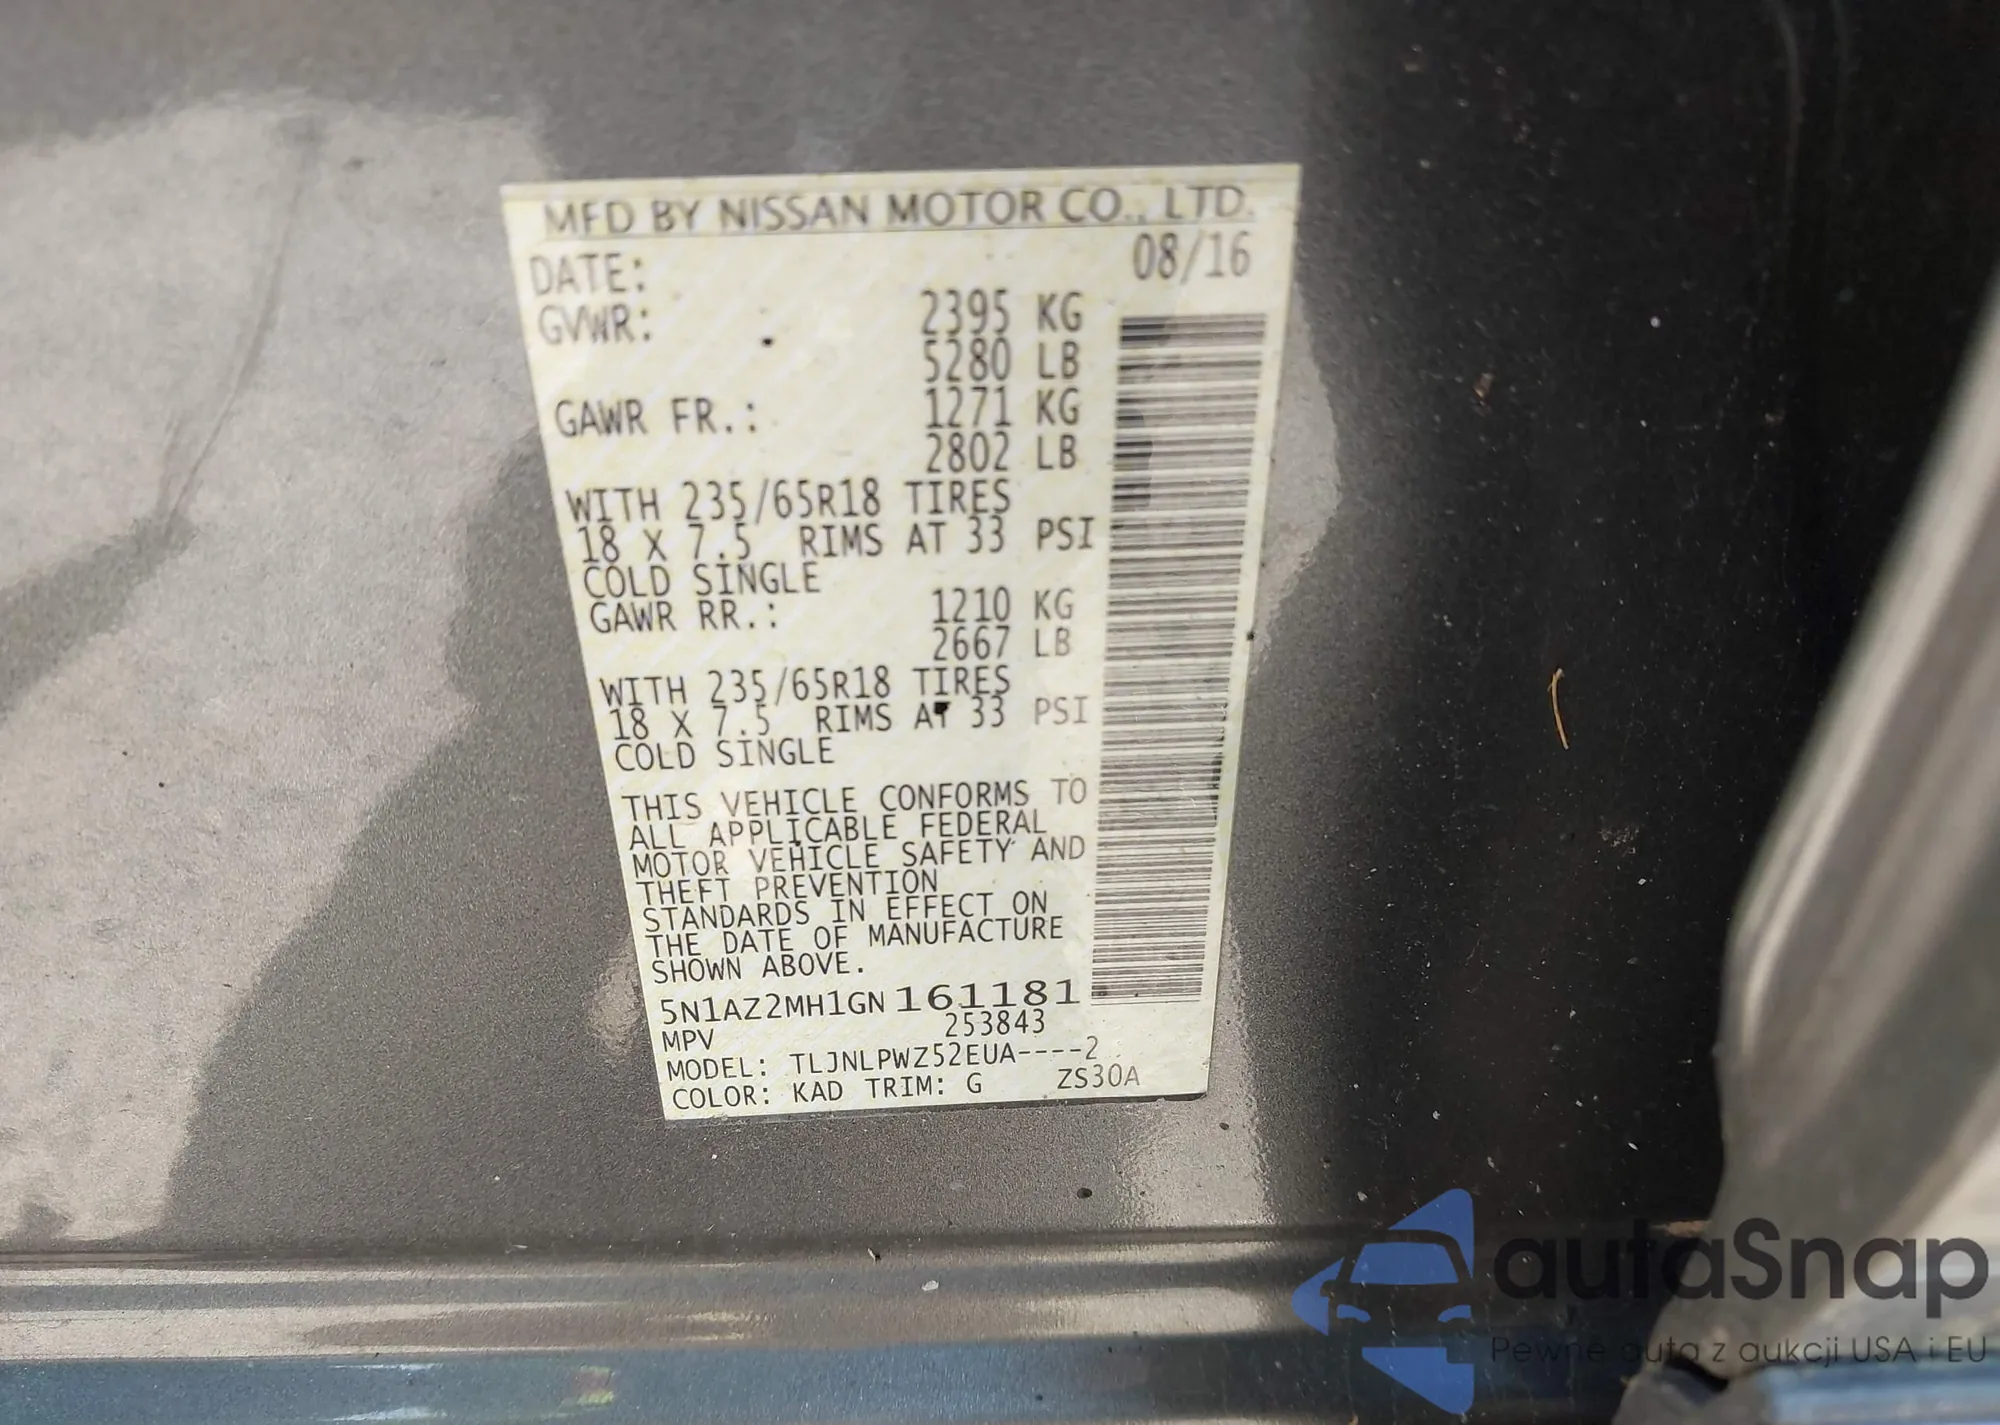 MFD BY NISSAN MOTOR CO., LTD.
DATE: 08/16
GVWR: 2395 KG
5280 LB
GAWR FR.: 1271 KG
2802 LB
WITH 235/65R18 TIRES
18 X 7.5 RIMS AT 33 PSI
COLD SINGLE
GAWR RR.: 1210 KG
2667 LB
WITH 235/65R18 TIRES
18 X 7.5 RIMS AT 33 PSI
COLD SINGLE
THIS VEHICLE CONFORMS TO
ALL APPLICABLE FEDERAL
MOTOR VEHICLE SAFETY AND
THEFT PREVENTION
STANDARDS IN EFFECT ON
THE DATE OF MANUFACTURE
SHOWN ABOVE.
5N1AZ2MH1GN161181
MPV 253843
MODEL: TLJNLPWZ52EUA----2
COLOR: KAD TRIM: G ZS30A
autaSnap
Pewne auta z aukcji USA i EU